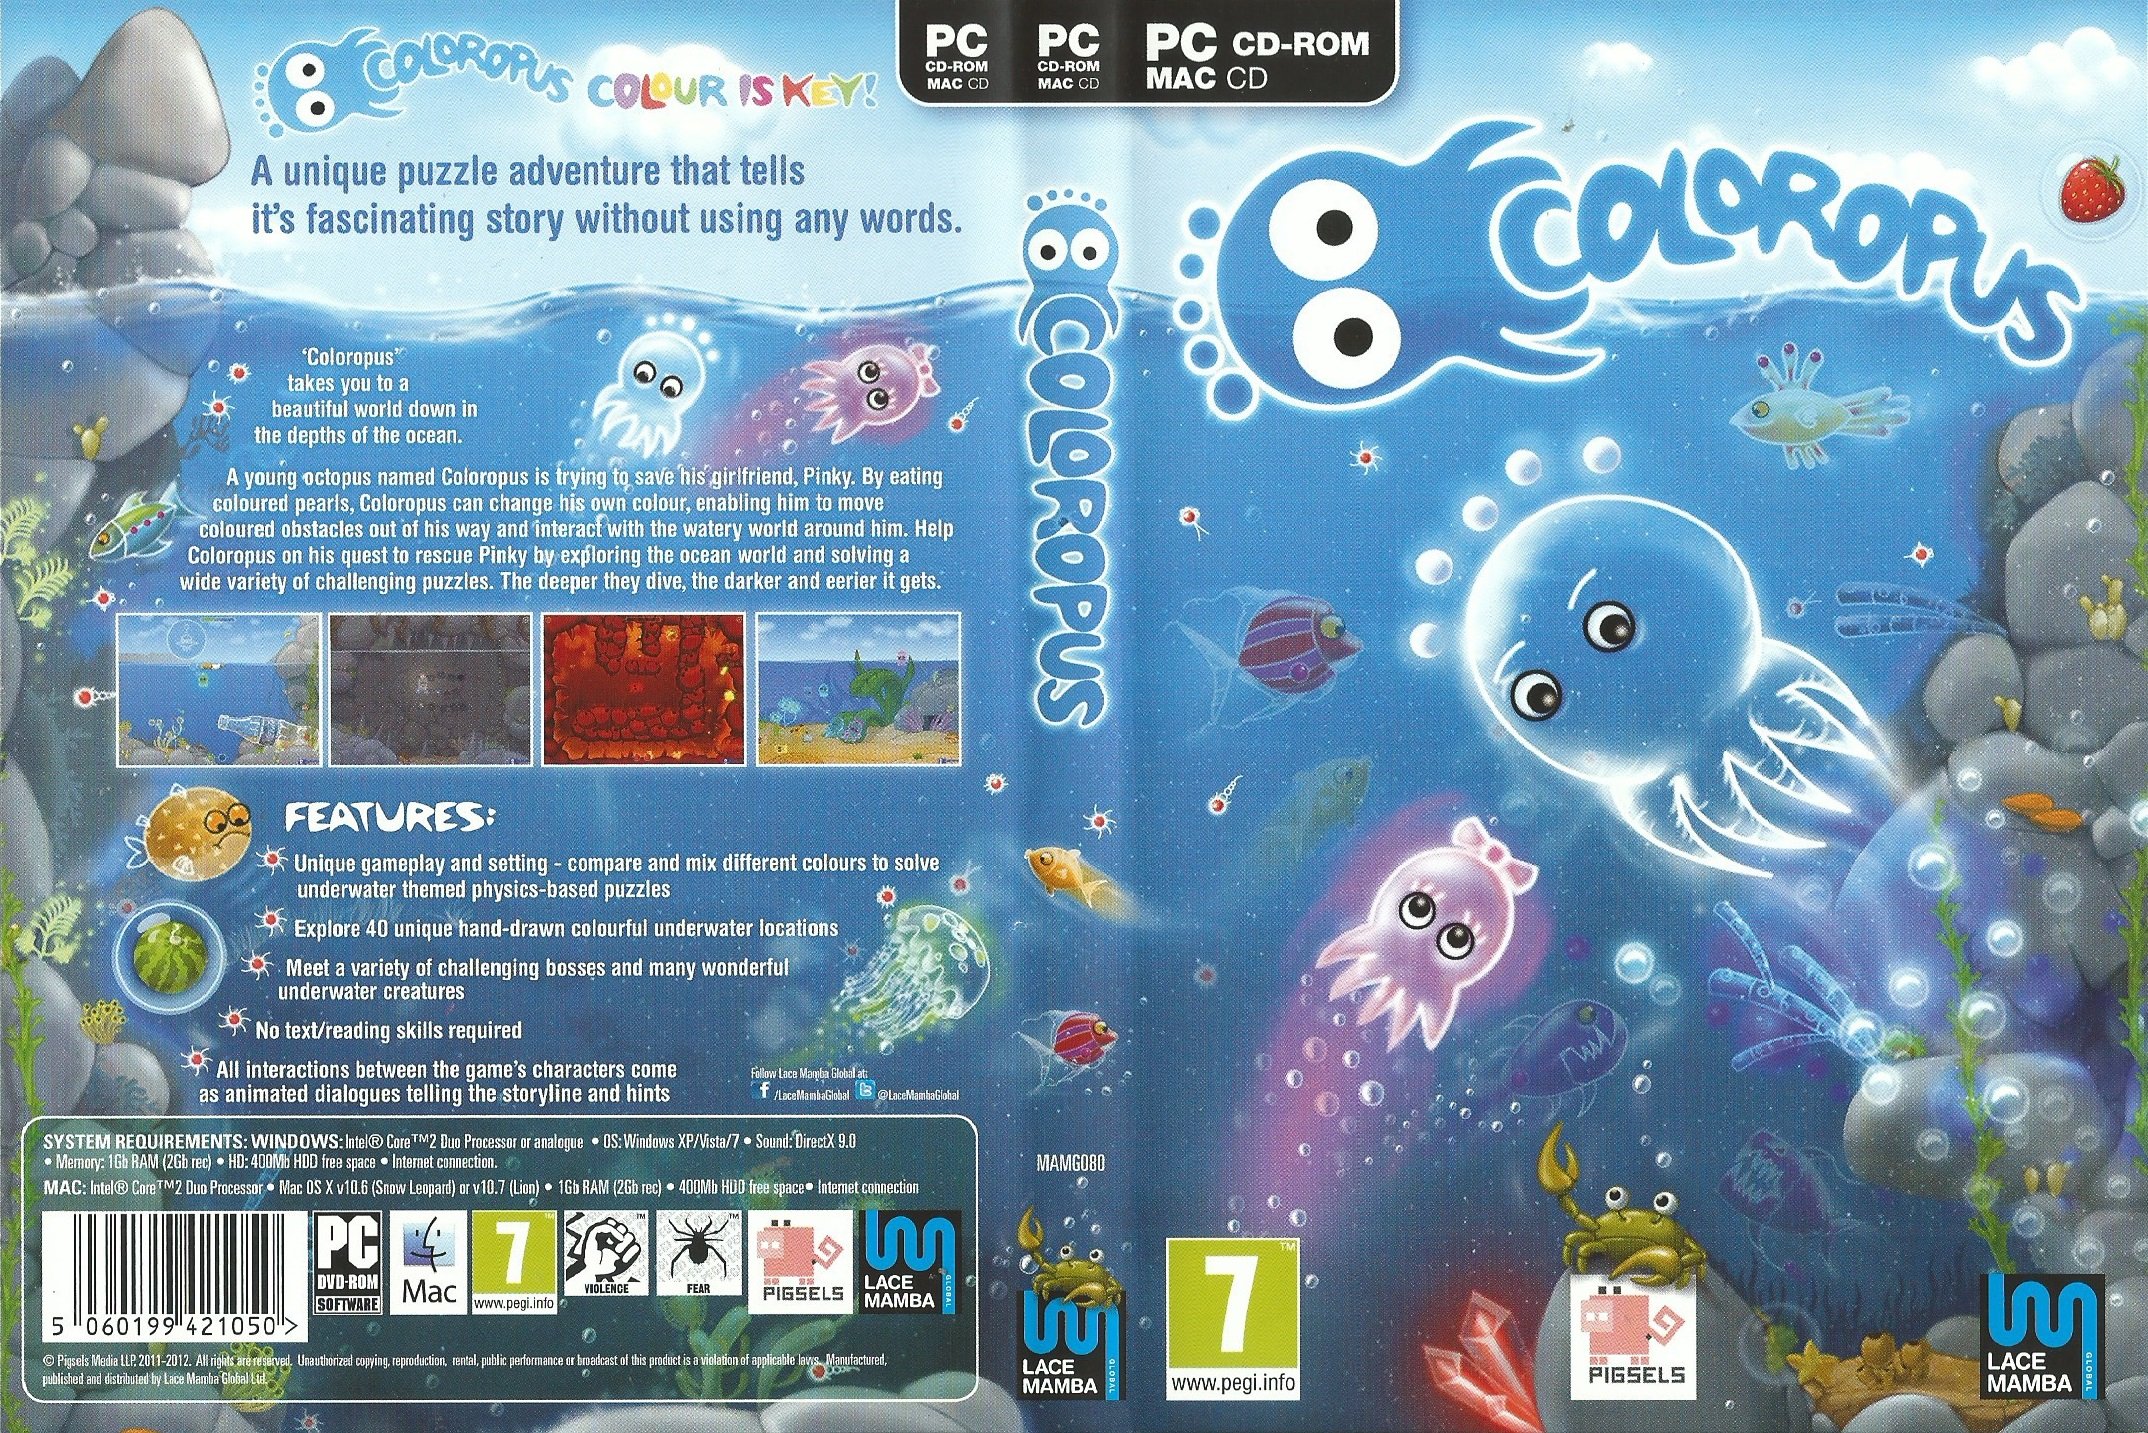 COLOROPUS COLOUR IS KEY!
A unique puzzle adventure that tells
it's fascinating story without using any words.
'Coloropus'
takes you to a
beautiful world down in
the depths of the ocean.
A young octopus named Coloropus is trying to save his girlfriend, Pinky. By eating
coloured pearls, Coloropus can change his own colour, enabling him to move
coloured obstacles out of his way and interact with the watery world around him. Help
Coloropus on his quest to rescue Pinky by exploring the ocean world and solving a
wide variety of challenging puzzles. The deeper they dive, the darker and eerier it gets.
FEATURES:
Unique gameplay and setting - compare and mix different colours to solve
underwater themed physics-based puzzles
Explore 40 unique hand-drawn colourful underwater locations
Meet a variety of challenging bosses and many wonderful
underwater creatures
No text/reading skills required
All interactions between the game's characters come
as animated dialogues telling the storyline and hints
Follow Lace Mamba Global at:
f /LaceMambaGlobal @LaceMambaGlobal
SYSTEM REQUIREMENTS: WINDOWS: Intel® Core™2 Duo Processor or analogue • OS: Windows XP/Vista/7 • Sound: DirectX 9.0
• Memory: 1Gb RAM (2Gb rec) • HD: 400Mb HDD free space • Internet connection.
MAC: Intel® Core™2 Duo Processor • Mac OS X v10.6 (Snow Leopard) or v10.7 (Lion) • 1Gb RAM (2Gb rec) • 400Mb HDD free space • Internet connection
5 060199 421050 >
PC
DVD-ROM
SOFTWARE
Mac
7™
www.pegi.info
VIOLENCE
™
FEAR
™
PIGSELS
LACE
MAMBA
GLOBAL
© Pigsels Media LLP, 2011-2012. All rights are reserved. Unauthorized copying, reproduction, rental, public performance or broadcast of this product is a violation of applicable laws. Manufactured,
published and distributed by Lace Mamba Global Ltd.
PC
CD-ROM
MAC CD
PC
CD-ROM
MAC CD
COLOROPUS
MAMG080
LACE
MAMBA
GLOBAL
PC CD-ROM
MAC CD
COLOROPUS
7™
www.pegi.info
PIGSELS
LACE
MAMBA
GLOBAL